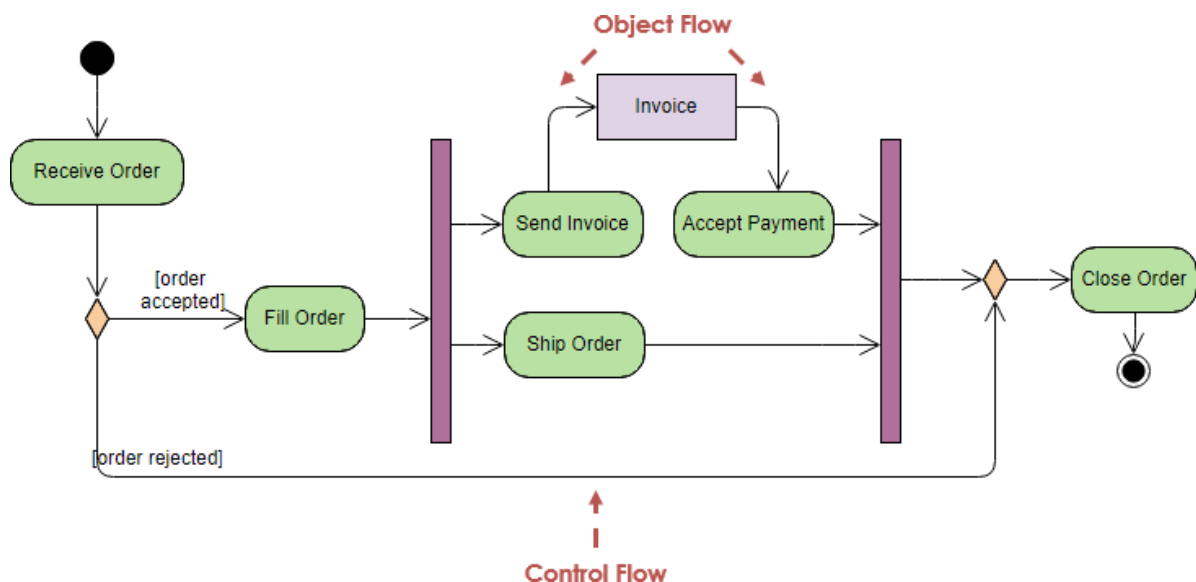 Object Flow
Invoice
Receive Order
Send Invoice
Accept Payment
[order
accepted]
Fill Order
Ship Order
Close Order
[order rejected]
Control Flow